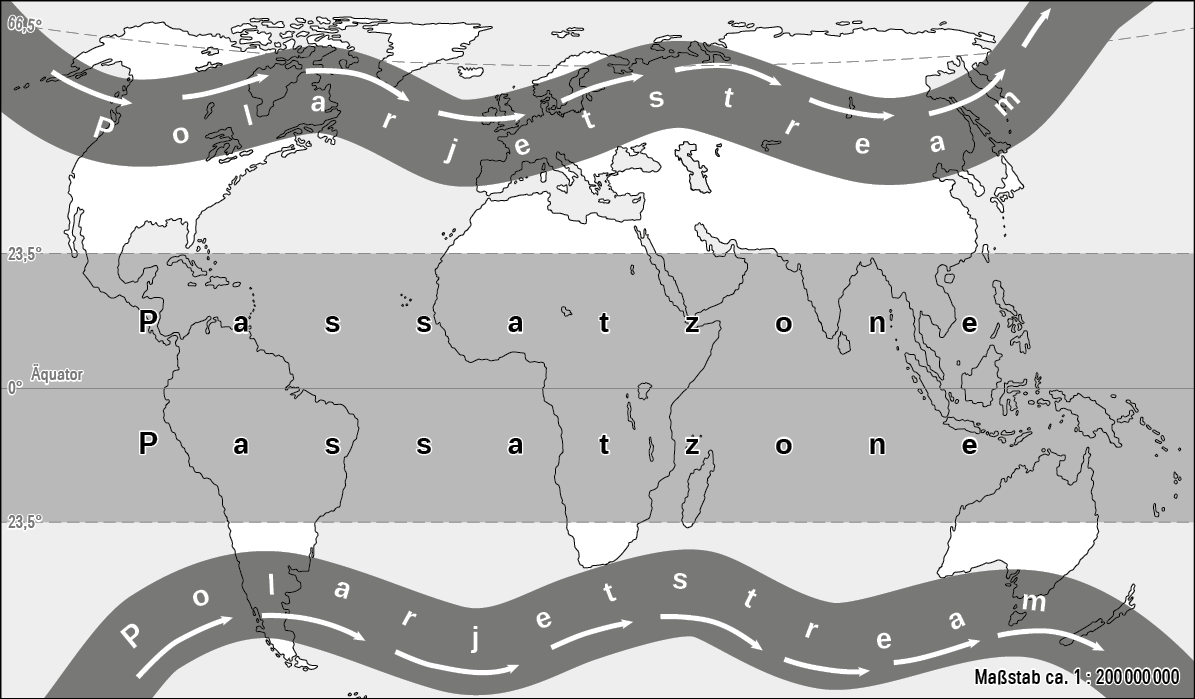 66,5°
Polarjetstream
23,5°
Passatzone
Äquator
0°
Passatzone
23,5°
Polarjetstream
Maßstab ca. 1 : 200 000 000